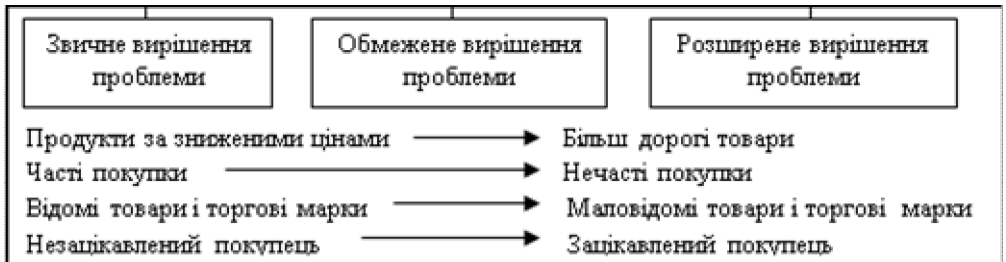 Звичне вирішення
проблеми
Обмежене вирішення
проблеми
Розширене вирішення
проблеми
Продукти за зниженими цінами Більш дорогі товари
Часті покупки Нечасті покупки
Відомі товари і торгові марки Маловідомі товари і торгові марки
Незацікавлений покупець Зацікавлений покупець